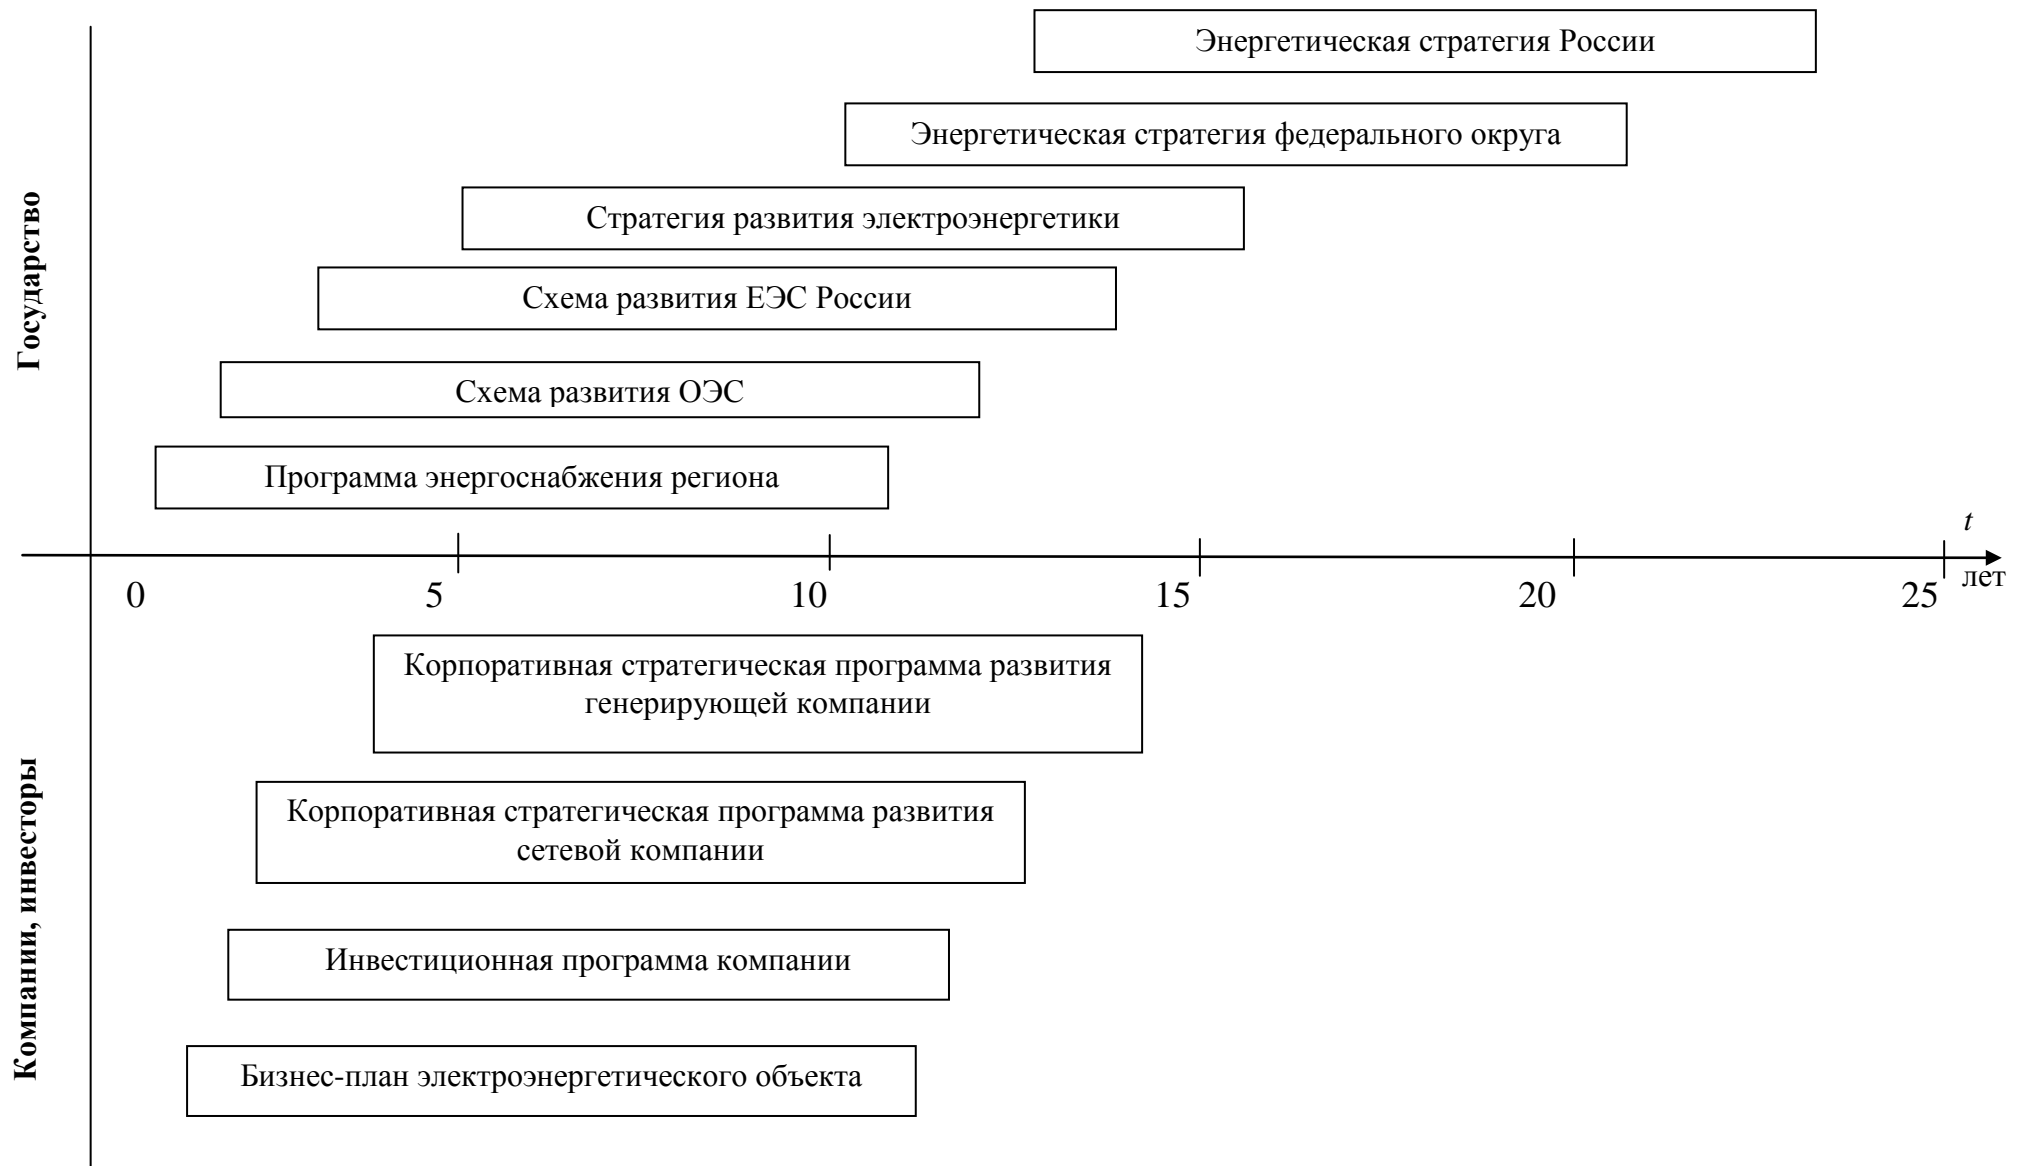 Энергетическая стратегия России
Энергетическая стратегия федерального округа
Стратегия развития электроэнергетики
Схема развития ЕЭС России
Схема развития ОЭС
Программа энергоснабжения региона
Государство
t
лет
0
5
10
15
20
25
Корпоративная стратегическая программа развития
генерирующей компании
Корпоративная стратегическая программа развития
сетевой компании
Инвестиционная программа компании
Бизнес-план электроэнергетического объекта
Компании, инвесторы